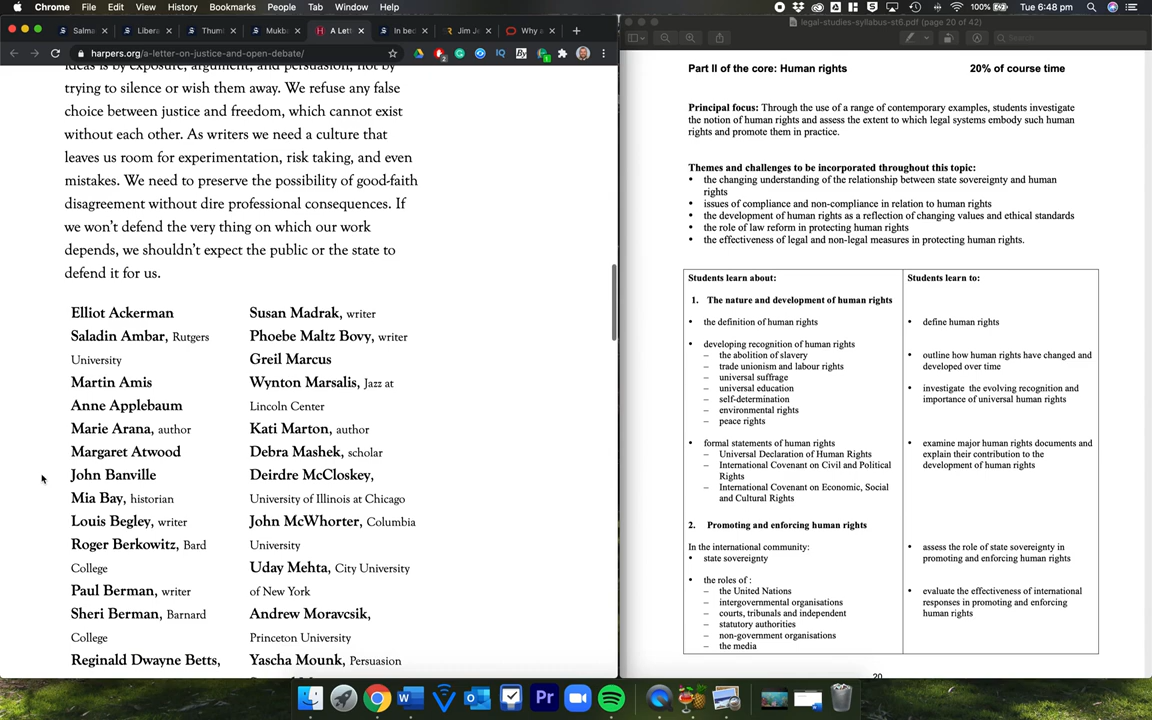 Chrome File Edit View History Bookmarks People Tab Window Help
100% Tue 6:48 pm
Salma
Libera
Thuml
Mukba
A Lett
In bed
Jim Je
Why a
harpers.org/a-letter-on-justice-and-open-debate/
ideas is by exposure, argument, and persuasion, not by
trying to silence or wish them away. We refuse any false
choice between justice and freedom, which cannot exist
without each other. As writers we need a culture that
leaves us room for experimentation, risk taking, and even
mistakes. We need to preserve the possibility of good-faith
disagreement without dire professional consequences. If
we won't defend the very thing on which our work
depends, we shouldn't expect the public or the state to
defend it for us.
Elliot Ackerman
Saladin Ambar, Rutgers
University
Martin Amis
Anne Applebaum
Marie Arana, author
Margaret Atwood
John Banville
Mia Bay, historian
Louis Begley, writer
Roger Berkowitz, Bard
College
Paul Berman, writer
Sheri Berman, Barnard
College
Reginald Dwayne Betts,
Susan Madrak, writer
Phoebe Maltz Bovy, writer
Greil Marcus
Wynton Marsalis, Jazz at
Lincoln Center
Kati Marton, author
Debra Mashek, scholar
Deirdre McCloskey,
University of Illinois at Chicago
John McWhorter, Columbia
University
Uday Mehta, City University
of New York
Andrew Moravcsik,
Princeton University
Yascha Mounk, Persuasion
legal-studies-syllabus-st6.pdf (page 20 of 42)
Search
Part II of the core: Human rights 20% of course time
Principal focus: Through the use of a range of contemporary examples, students investigate
the notion of human rights and assess the extent to which legal systems embody such human
rights and promote them in practice.
Themes and challenges to be incorporated throughout this topic:
• the changing understanding of the relationship between state sovereignty and human
rights
• issues of compliance and non-compliance in relation to human rights
• the development of human rights as a reflection of changing values and ethical standards
• the role of law reform in protecting human rights
• the effectiveness of legal and non-legal measures in protecting human rights.
Students learn about:
1. The nature and development of human rights
• the definition of human rights
• developing recognition of human rights
– the abolition of slavery
– trade unionism and labour rights
– universal suffrage
– universal education
– self-determination
– environmental rights
– peace rights
• formal statements of human rights
– Universal Declaration of Human Rights
– International Covenant on Civil and Political
Rights
– International Covenant on Economic, Social
and Cultural Rights
2. Promoting and enforcing human rights
In the international community:
• state sovereignty
• the roles of :
– the United Nations
– intergovernmental organisations
– courts, tribunals and independent
– statutory authorities
– non-government organisations
– the media
Students learn to:
• define human rights
• outline how human rights have changed and
developed over time
• investigate the evolving recognition and
importance of universal human rights
• examine major human rights documents and
explain their contribution to the
development of human rights
• assess the role of state sovereignty in
promoting and enforcing human rights
• evaluate the effectiveness of international
responses in promoting and enforcing
human rights
20